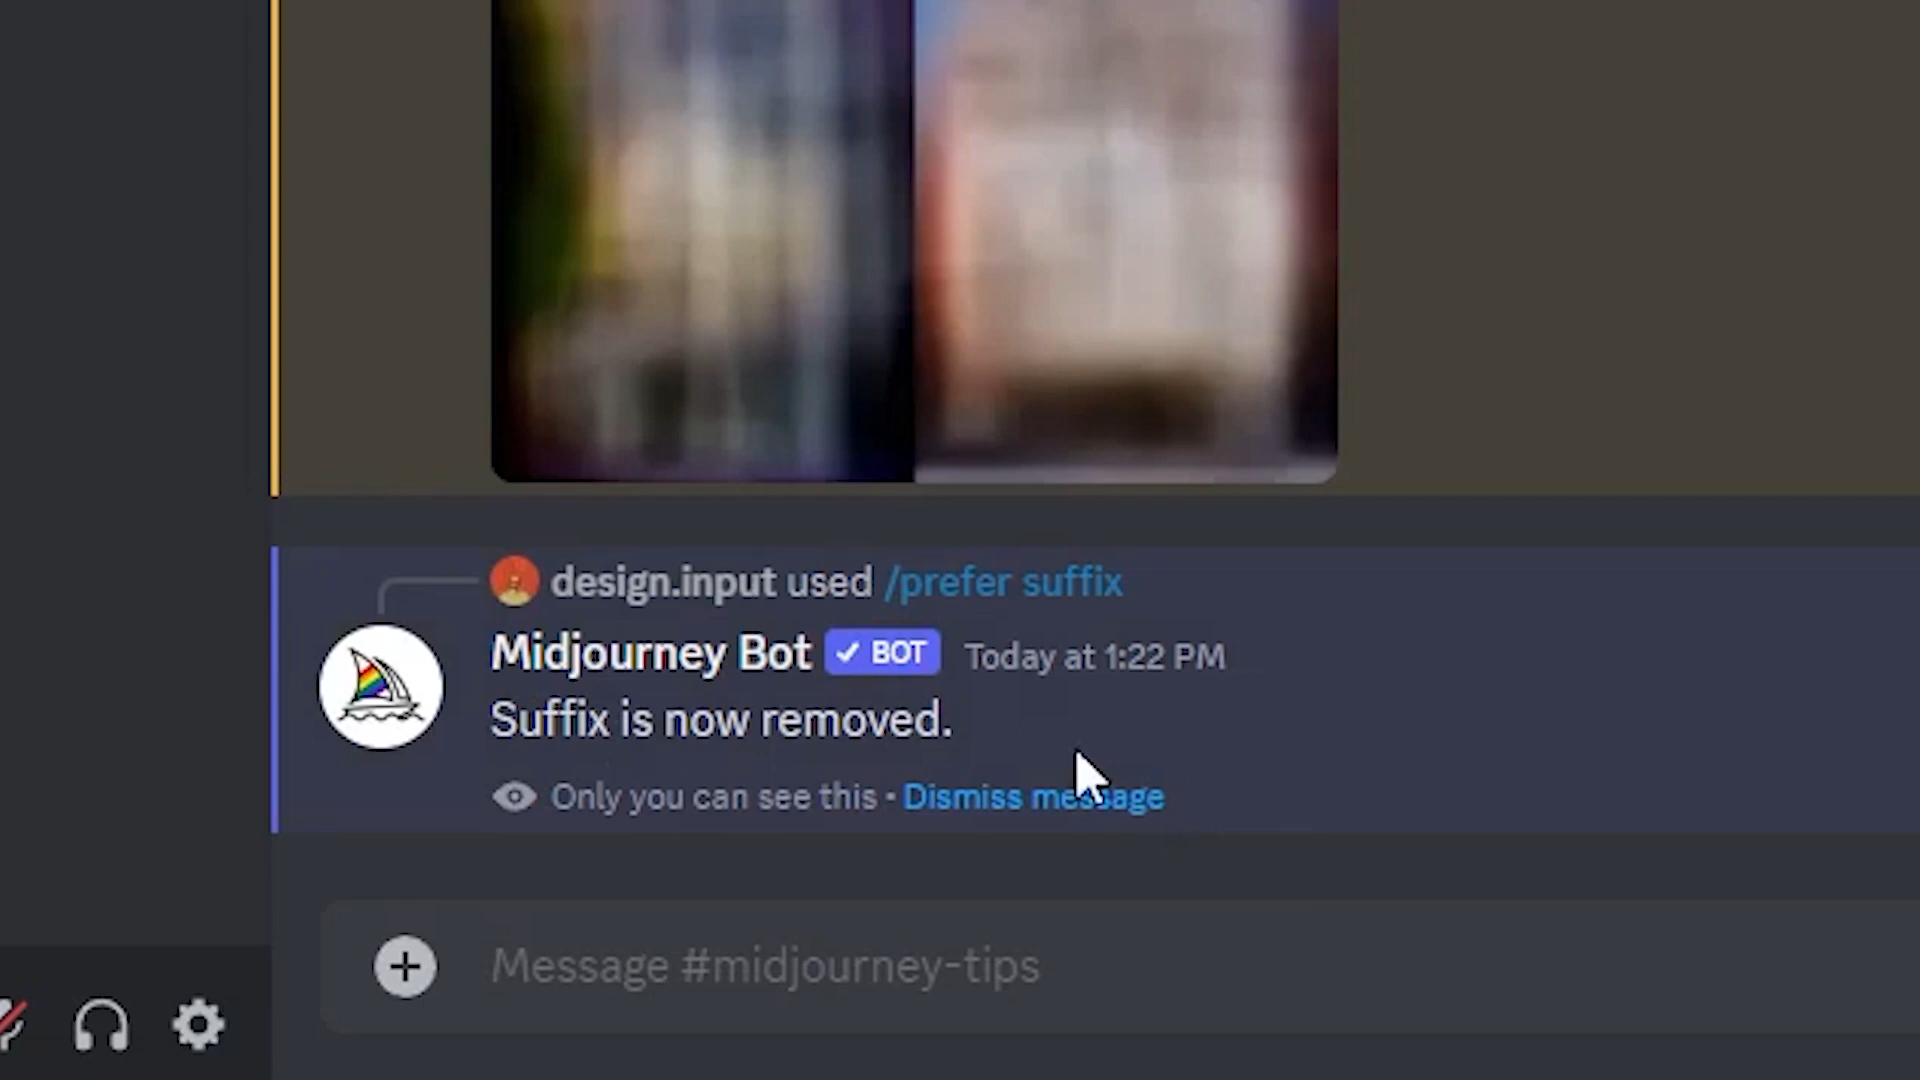 design.input used /prefer suffix
Midjourney Bot ✓ BOT Today at 1:22 PM
Suffix is now removed.
Only you can see this • Dismiss message
Message #midjourney-tips